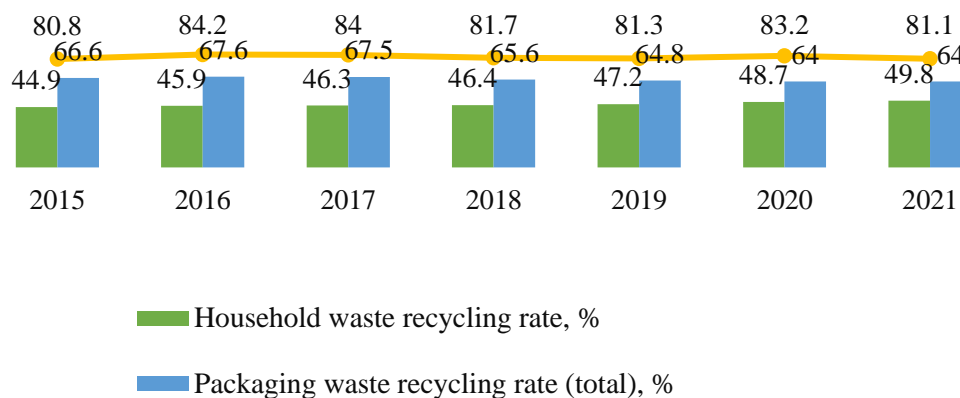 80.8 84.2 84 81.7 81.3 83.2 81.1
66.6 67.6 67.5 65.6 64.8 64 64
44.9 45.9 46.3 46.4 47.2 48.7 49.8
2015 2016 2017 2018 2019 2020 2021
Household waste recycling rate, %
Packaging waste recycling rate (total), %